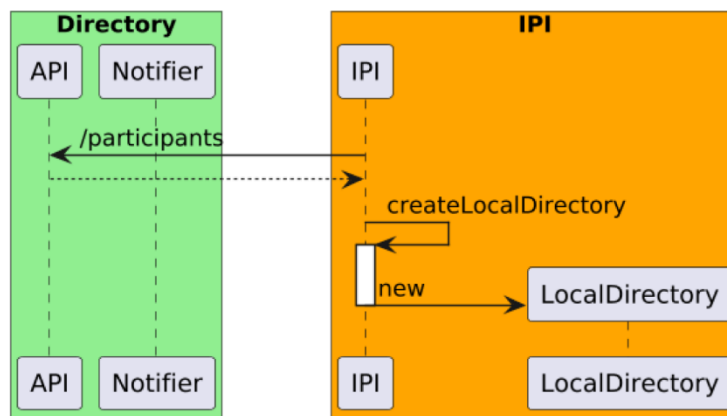 Directory
IPI
API
Notifier
IPI
/participants
createLocalDirectory
new
LocalDirectory
API
Notifier
IPI
LocalDirectory